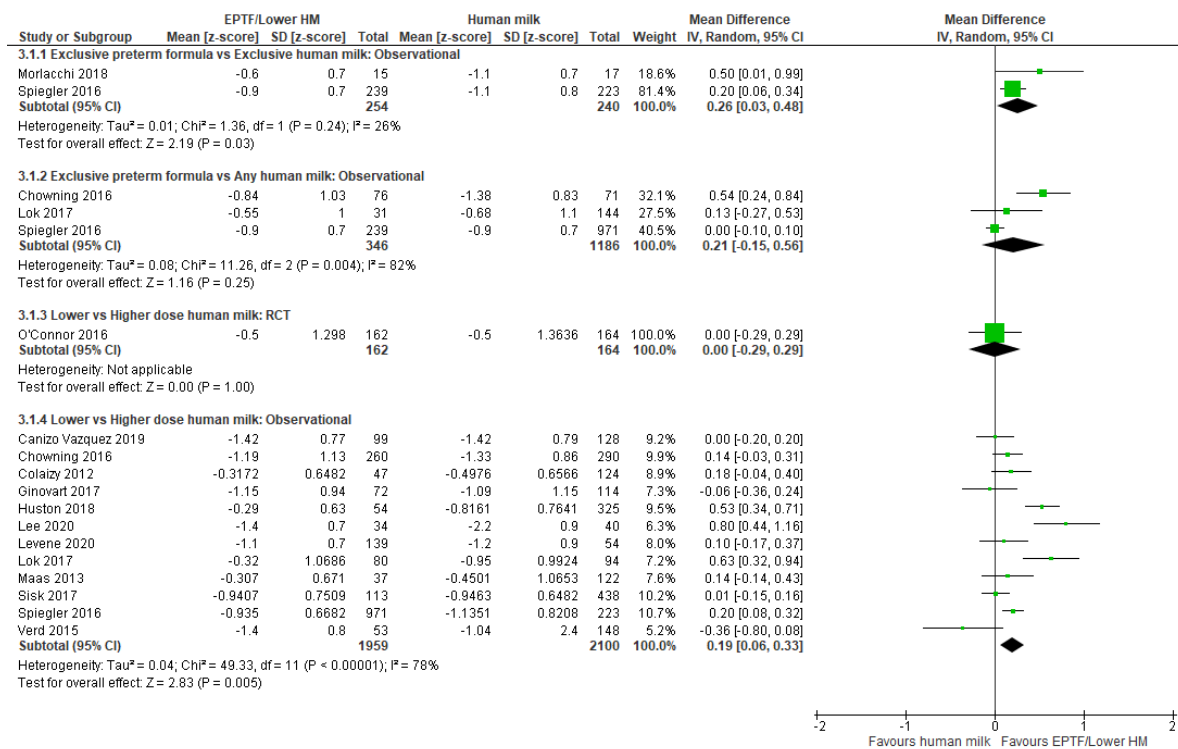 EPTF/Lower HM Human milk Mean Difference Mean Difference
Study or Subgroup Mean [z-score] SD [z-score] Total Mean [z-score] SD [z-score] Total Weight IV, Random, 95% CI IV, Random, 95% CI
3.1.1 Exclusive preterm formula vs Exclusive human milk: Observational
Morlacchi 2018 -0.6 0.7 15 -1.1 0.7 17 18.6% 0.50 [0.01, 0.99]
Spiegler 2016 -0.9 0.7 239 -1.1 0.8 223 81.4% 0.20 [0.06, 0.34]
Subtotal (95% CI) 254 240 100.0% 0.26 [0.03, 0.48]
Heterogeneity: Tau² = 0.01; Chi² = 1.36, df = 1 (P = 0.24); I² = 26%
Test for overall effect: Z = 2.19 (P = 0.03)
3.1.2 Exclusive preterm formula vs Any human milk: Observational
Chowning 2016 -0.84 1.03 76 -1.38 0.83 71 32.1% 0.54 [0.24, 0.84]
Lok 2017 -0.55 1 31 -0.68 1.1 144 27.5% 0.13 [-0.27, 0.53]
Spiegler 2016 -0.9 0.7 239 -0.9 0.7 971 40.5% 0.00 [-0.10, 0.10]
Subtotal (95% CI) 346 1186 100.0% 0.21 [-0.15, 0.56]
Heterogeneity: Tau² = 0.08; Chi² = 11.26, df = 2 (P = 0.004); I² = 82%
Test for overall effect: Z = 1.16 (P = 0.25)
3.1.3 Lower vs Higher dose human milk: RCT
O'Connor 2016 -0.5 1.298 162 -0.5 1.3636 164 100.0% 0.00 [-0.29, 0.29]
Subtotal (95% CI) 162 164 100.0% 0.00 [-0.29, 0.29]
Heterogeneity: Not applicable
Test for overall effect: Z = 0.00 (P = 1.00)
3.1.4 Lower vs Higher dose human milk: Observational
Canizo Vazquez 2019 -1.42 0.77 99 -1.42 0.79 128 9.2% 0.00 [-0.20, 0.20]
Chowning 2016 -1.19 1.13 260 -1.33 0.86 290 9.9% 0.14 [-0.03, 0.31]
Colaizy 2012 -0.3172 0.6482 47 -0.4976 0.6566 124 8.9% 0.18 [-0.04, 0.40]
Ginovart 2017 -1.15 0.94 72 -1.09 1.15 114 7.3% -0.06 [-0.36, 0.24]
Huston 2018 -0.29 0.63 54 -0.8161 0.7641 325 9.5% 0.53 [0.34, 0.71]
Lee 2020 -1.4 0.7 34 -2.2 0.9 40 6.3% 0.80 [0.44, 1.16]
Levene 2020 -1.1 0.7 139 -1.2 0.9 54 8.0% 0.10 [-0.17, 0.37]
Lok 2017 -0.32 1.0686 80 -0.95 0.9924 94 7.2% 0.63 [0.32, 0.94]
Maas 2013 -0.307 0.671 37 -0.4501 1.0653 122 7.6% 0.14 [-0.14, 0.43]
Sisk 2017 -0.9407 0.7509 113 -0.9463 0.6482 438 10.2% 0.01 [-0.15, 0.16]
Spiegler 2016 -0.935 0.6682 971 -1.1351 0.8208 223 10.7% 0.20 [0.08, 0.32]
Verd 2015 -1.4 0.8 53 -1.04 2.4 148 5.2% -0.36 [-0.80, 0.08]
Subtotal (95% CI) 1959 2100 100.0% 0.19 [0.06, 0.33]
Heterogeneity: Tau² = 0.04; Chi² = 49.33, df = 11 (P < 0.00001); I² = 78%
Test for overall effect: Z = 2.83 (P = 0.005)
-2 -1 0 1 2
Favours human milk Favours EPTF/Lower HM